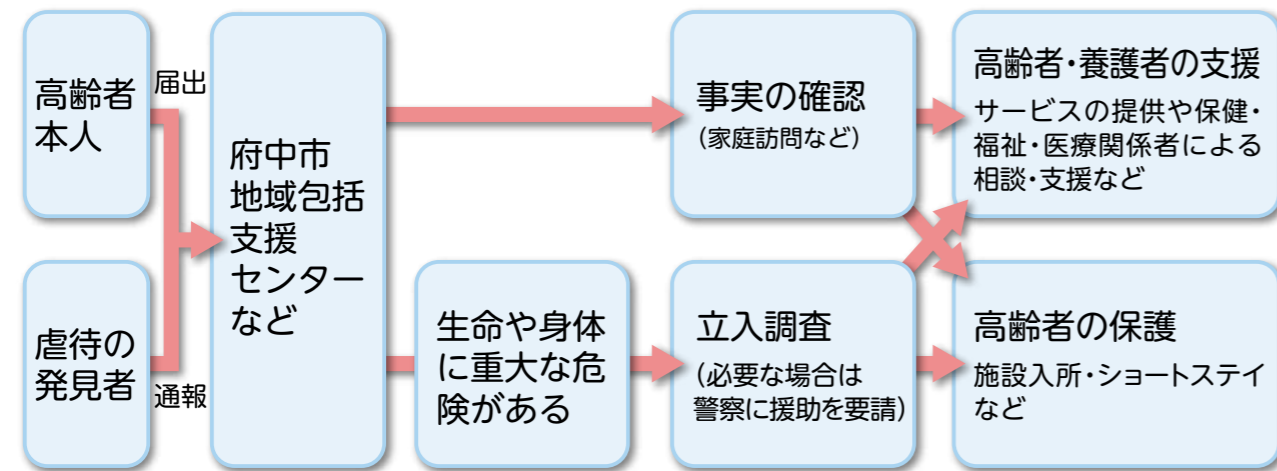 高齢者
本人
届出
虐待の
発見者
通報
府中市
地域包括
支援
センター
など
事実の確認
(家庭訪問など)
生命や身体
に重大な危
険がある
立入調査
(必要な場合は
警察に援助を要請)
高齢者・養護者の支援
サービスの提供や保健・
福祉・医療関係者による
相談・支援など
高齢者の保護
施設入所・ショートステイ
など